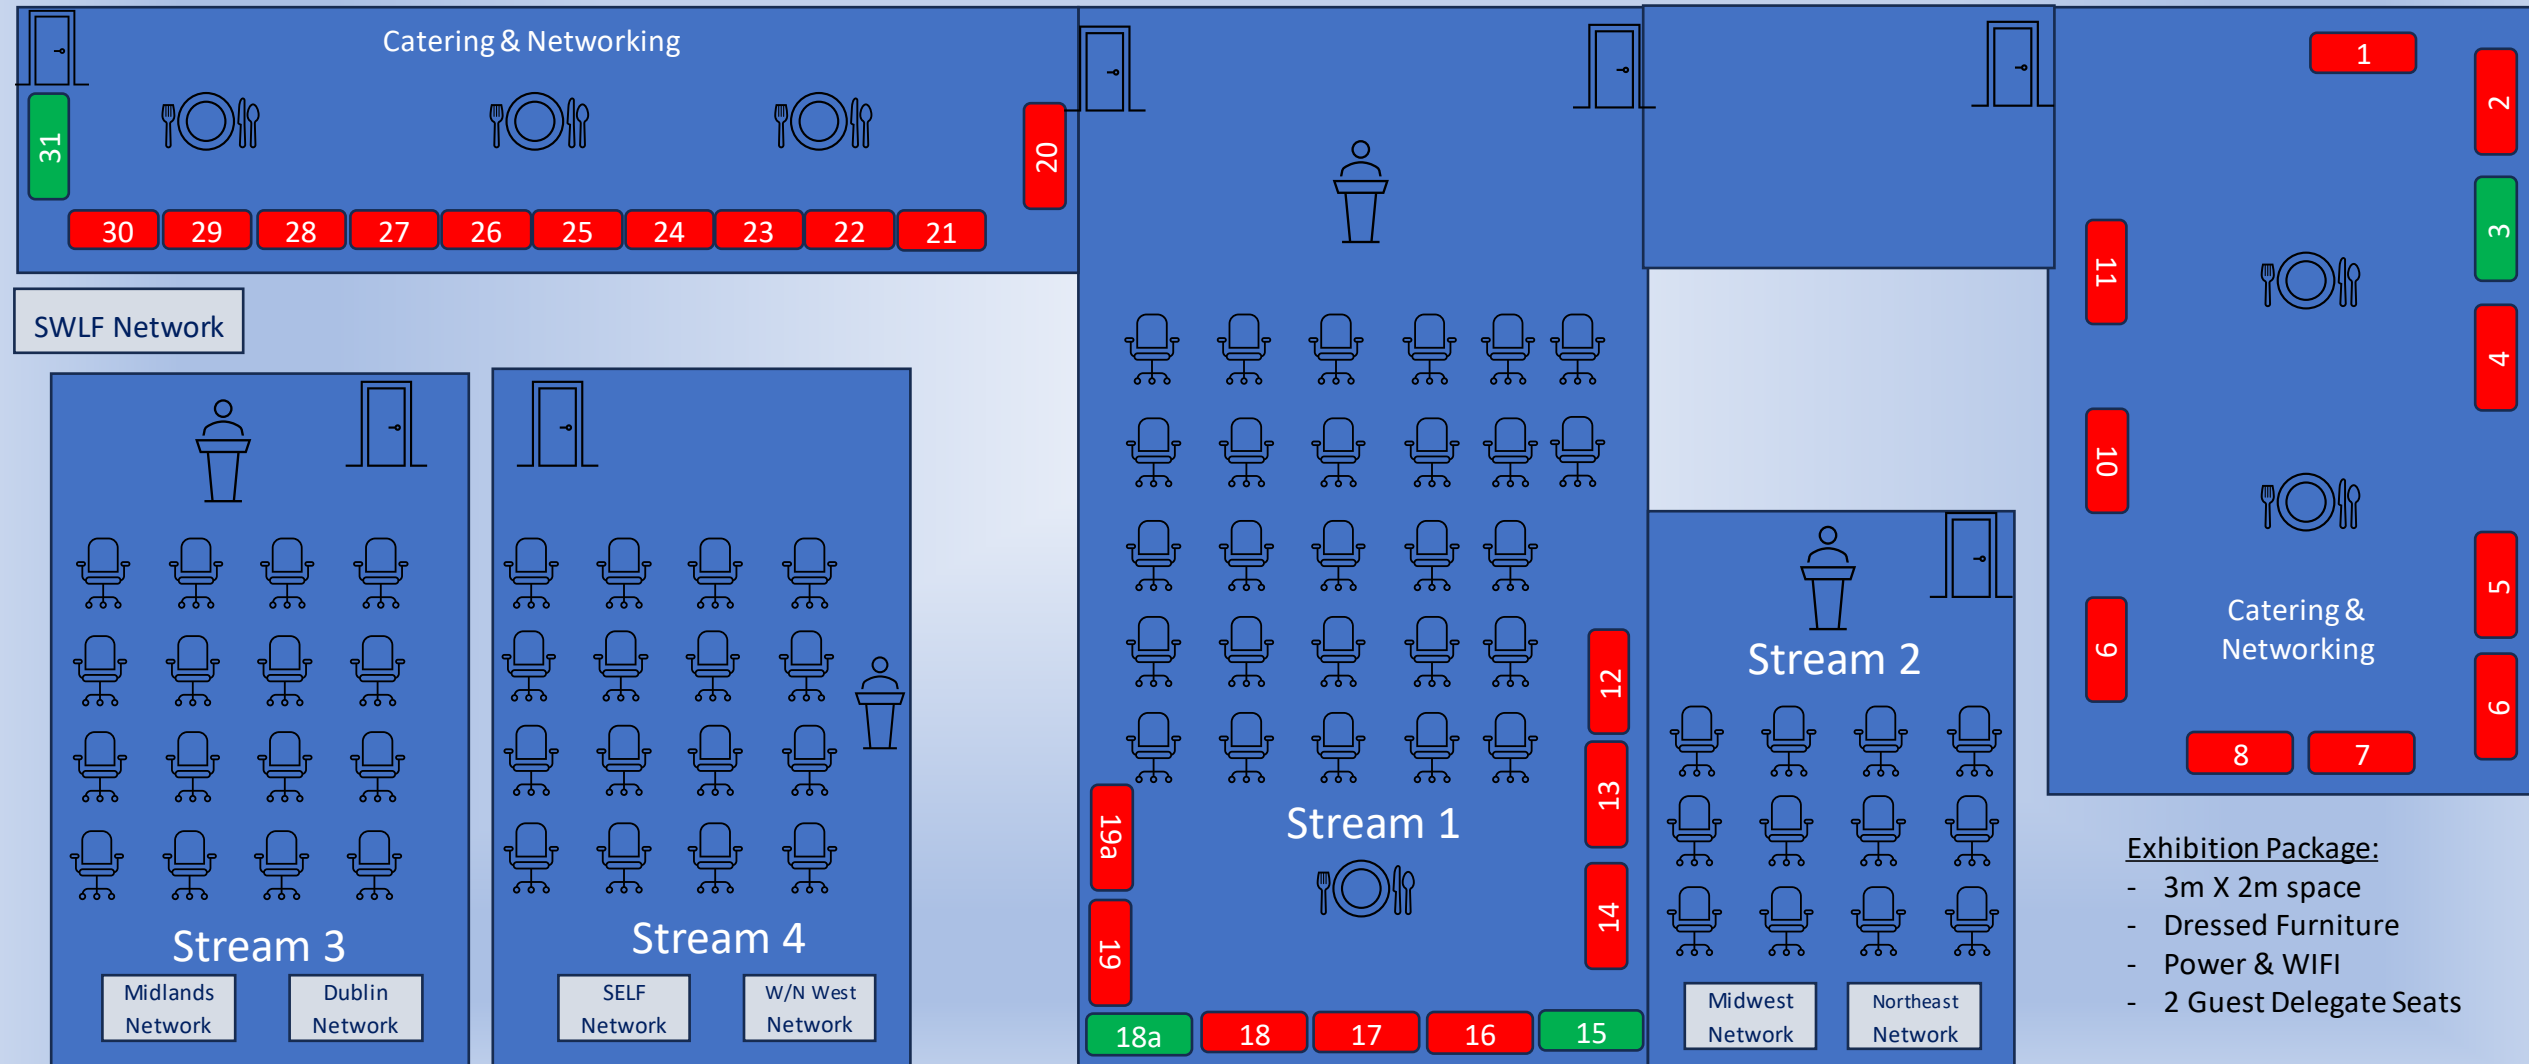 Catering & Networking
31
20
30
29
28
27
26
25
24
23
22
21
SWLF Network
Stream 3
Midlands
Network
Dublin
Network
Stream 4
SELF
Network
W/N West
Network
12
13
14
19a
19
Stream 1
18a
18
17
16
15
Stream 2
Midwest
Network
Northeast
Network
1
2
3
4
5
6
7
8
9
10
11
Catering &
Networking
Exhibition Package:
- 3m X 2m space
- Dressed Furniture
- Power & WIFI
- 2 Guest Delegate Seats